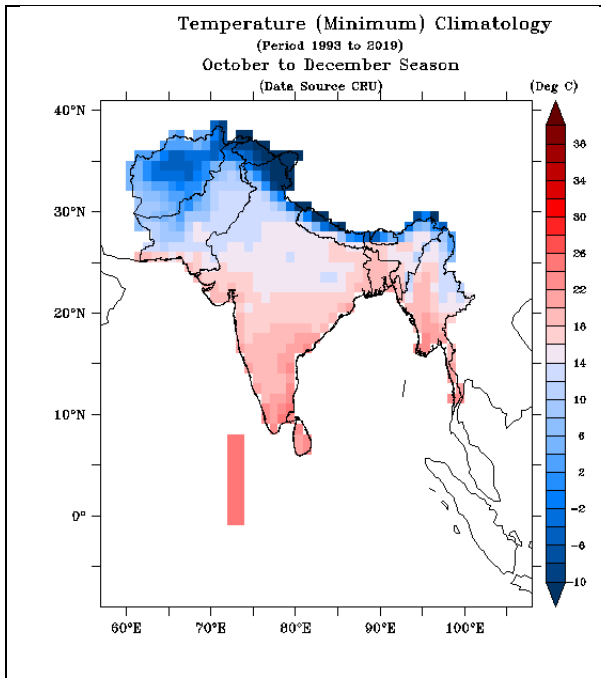 Temperature (Minimum) Climatology
(Period 1993 to 2019)
October to December Season
(Data Source CRU)
(Deg C)
40°N
30°N
20°N
10°N
0°
60°E
70°E
80°E
90°E
100°E
38
34
30
26
22
18
14
10
6
2
-2
-6
-10